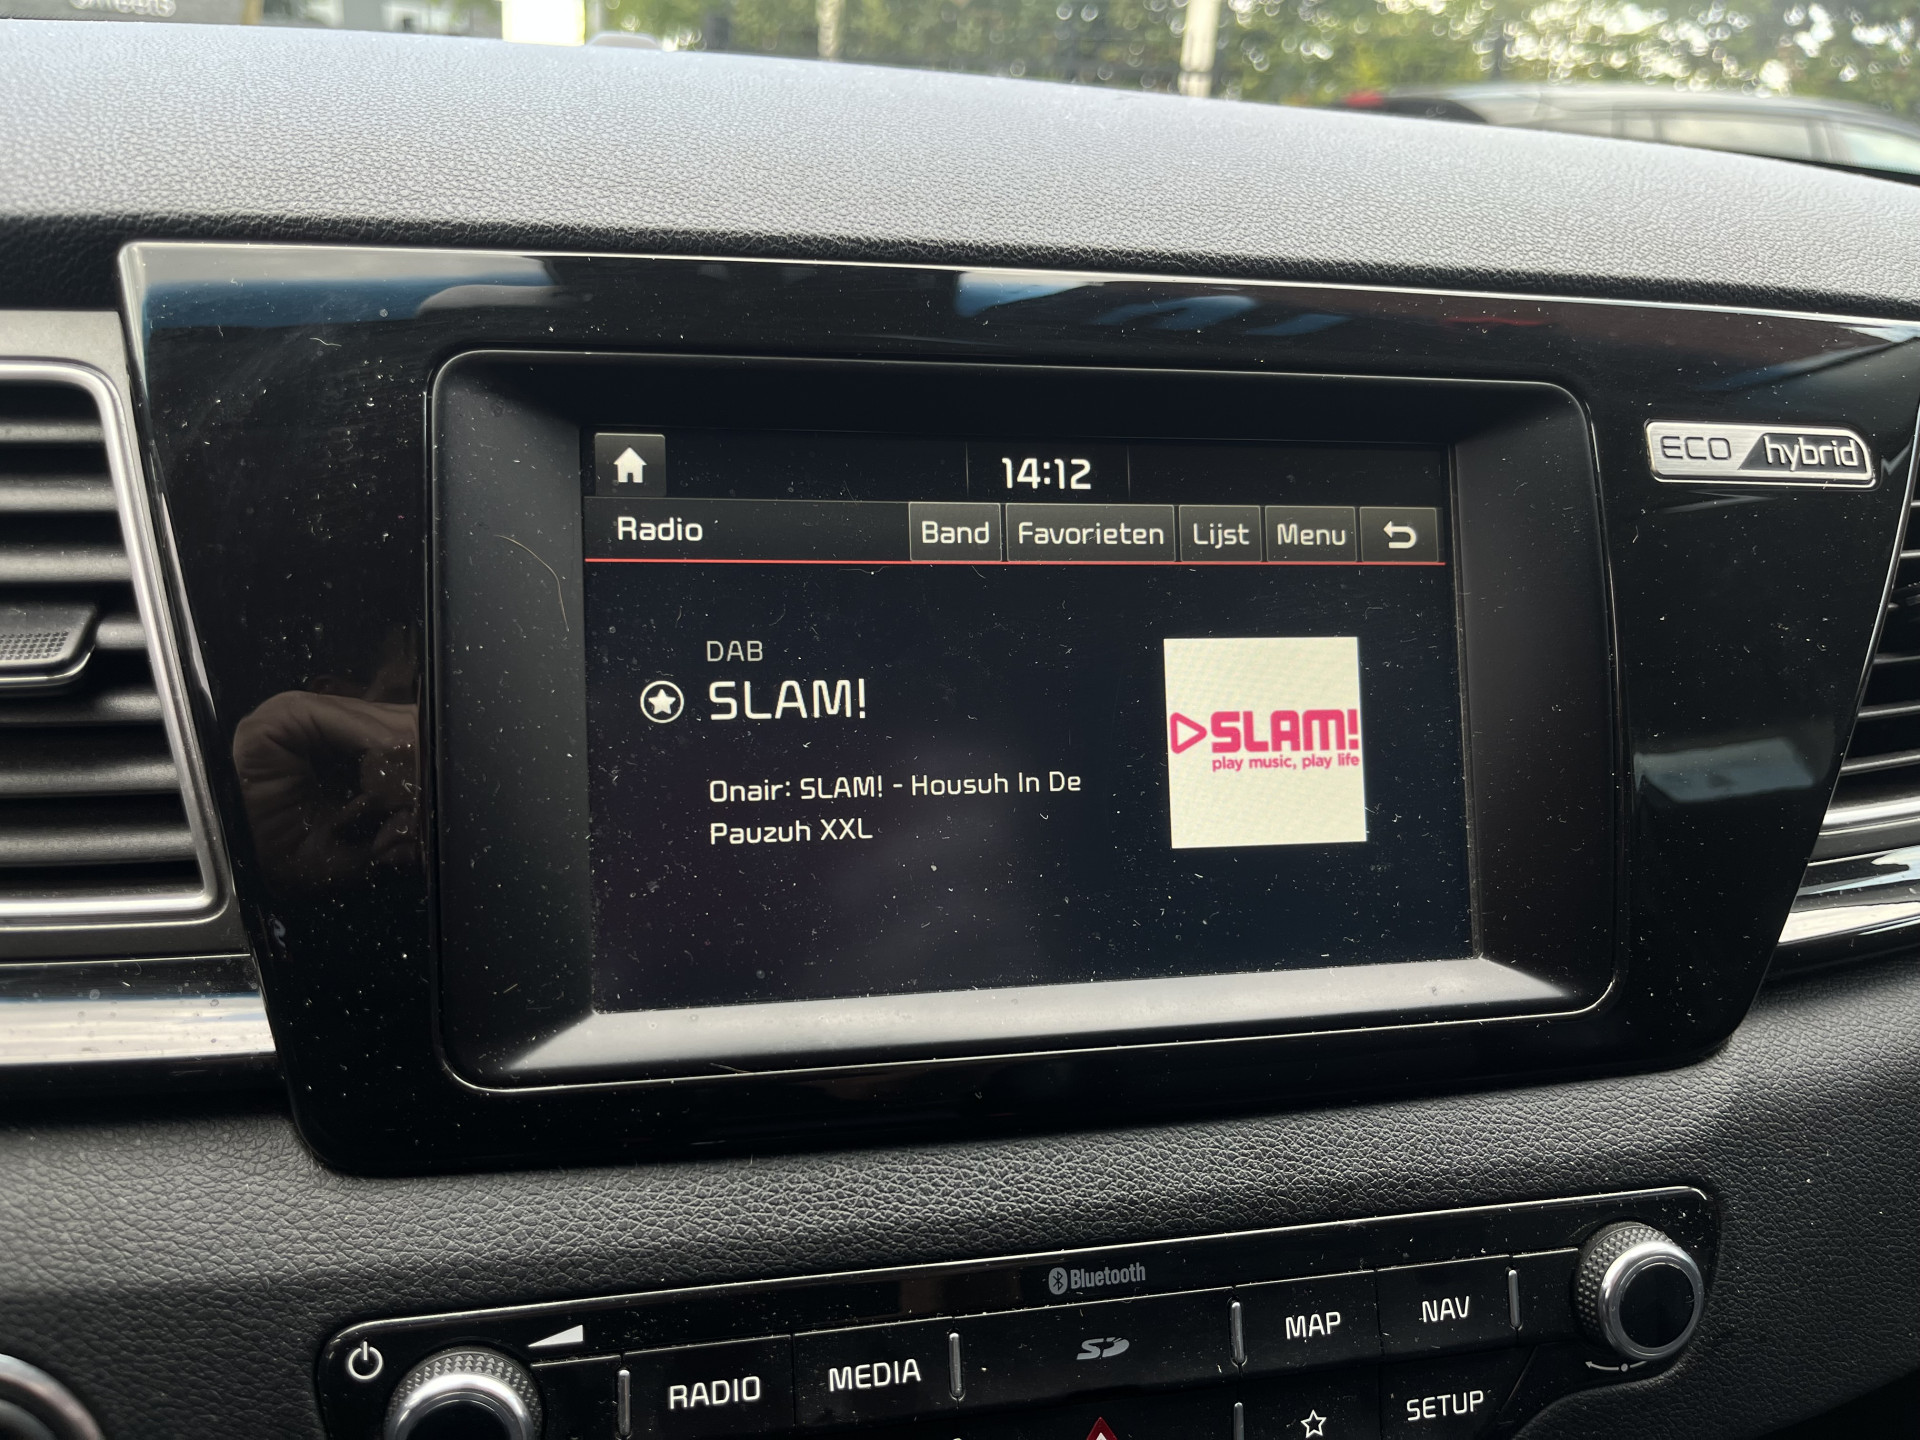 14:12
ECO hybrid
Radio
Band
Favorieten
Lijst
Menu
DAB
SLAM!
SLAM!
play music, play life
Onair: SLAM! - Housuh In De
Pauzuh XXL
Bluetooth
RADIO
MEDIA
SD
MAP
NAV
SETUP